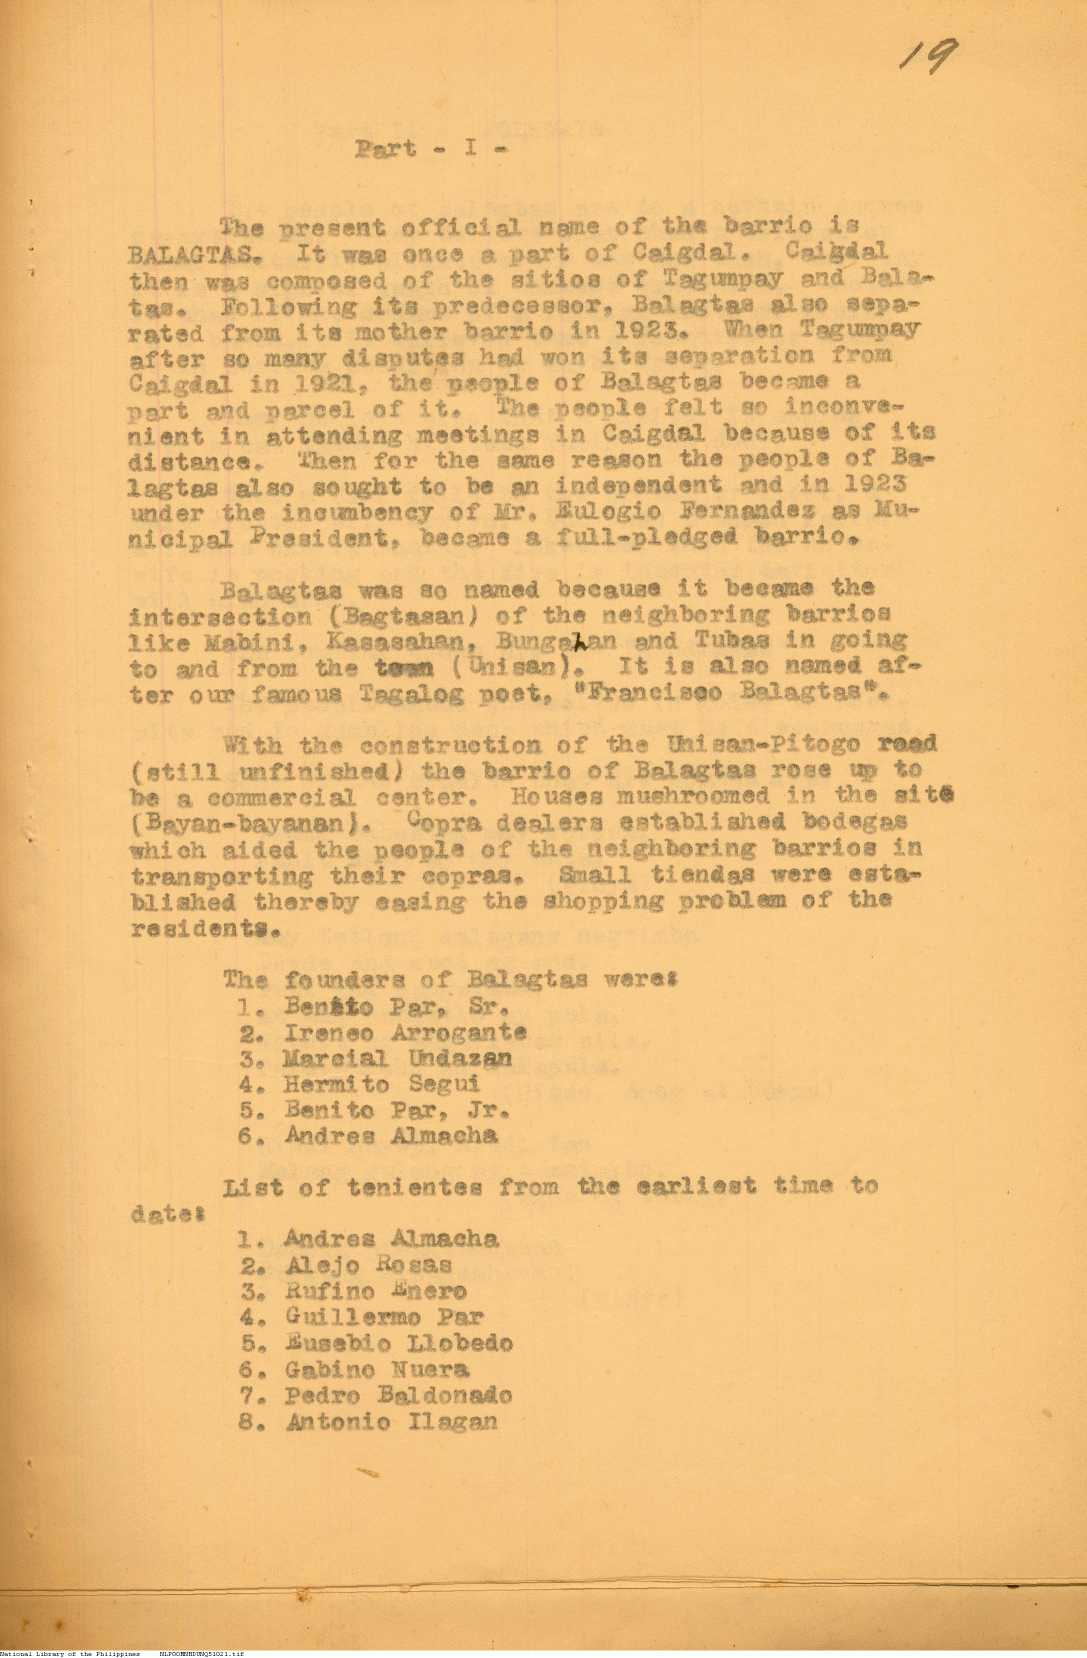 19
Part - I -
The present official name of the barrio is
BALAGTAS. It was once a part of Caigdal. Caigdal
then was composed of the sitios of Tagumpay and Bala-
tas. Following its predecessor, Balagtas also sepa-
rated from its mother barrio in 1923. When Tagumpay
after so many disputes had won its separation from
Caigdal in 1921, the people of Balagtas became a
part and parcel of it. The people felt so inconve-
nient in attending meetings in Caigdal because of its
distance. Then for the same reason the people of Ba-
lagtas also sought to be an independent and in 1923
under the incumbency of Mr. Eulogio Fernandez as Mu-
nicipal President, became a full-pledged barrio.
Balagtas was so named because it became the
intersection (Bagtasan) of the neighboring barrios
like Mabini, Kasasahan, Bungahan and Tubas in going
to and from the town (Unisan). It is also named af-
ter our famous Tagalog poet, "Francisco Balagtas".
With the construction of the Unisan-Pitogo road
(still unfinished) the barrio of Balagtas rose up to
be a commercial center. Houses mushroomed in the site
(Bayan-bayanan). Copra dealers established bodegas
which aided the people of the neighboring barrios in
transporting their copras. Small tiendas were esta-
blished thereby easing the shopping problem of the
residents.
The founders of Balagtas were:
1. Benito Par, Sr.
2. Ireneo Arrogante
3. Marcial Undazan
4. Hermito Segui
5. Benito Par, Jr.
6. Andres Almacha
List of tenientes from the earliest time to
date:
1. Andres Almacha
2. Alejo Rosas
3. Rufino Enero
4. Guillermo Par
5. Eusebio Llobedo
6. Gabino Nuera
7. Pedro Baldonado
8. Antonio Ilagan
National Library of the Philippines NLPOOMNHDUNQ51021.tif